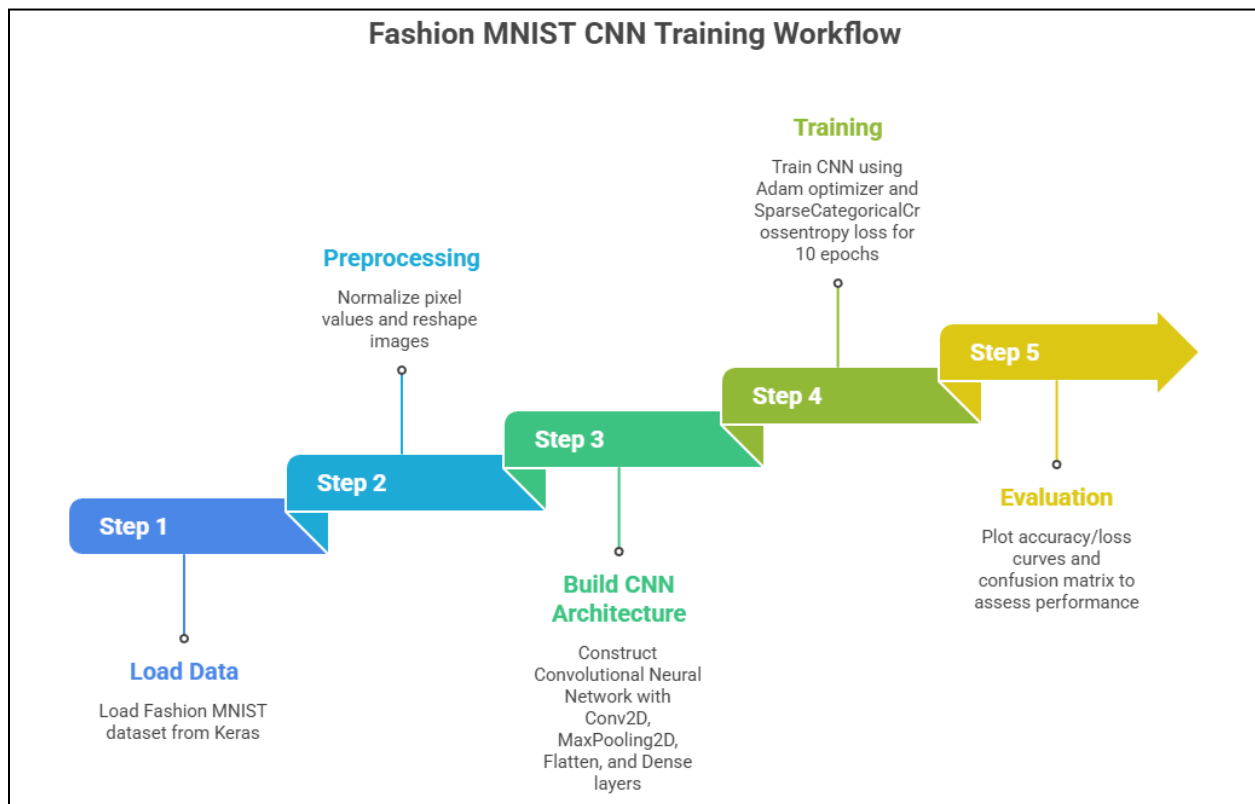 Fashion MNIST CNN Training Workflow
Step 1
Load Data
Load Fashion MNIST
dataset from Keras
Step 2
Preprocessing
Normalize pixel
values and reshape
images
Step 3
Build CNN
Architecture
Construct
Convolutional Neural
Network with
Conv2D,
MaxPooling2D,
Flatten, and Dense
layers
Step 4
Training
Train CNN using
Adam optimizer and
SparseCategoricalCr
ossentropy loss for
10 epochs
Step 5
Evaluation
Plot accuracy/loss
curves and
confusion matrix to
assess performance